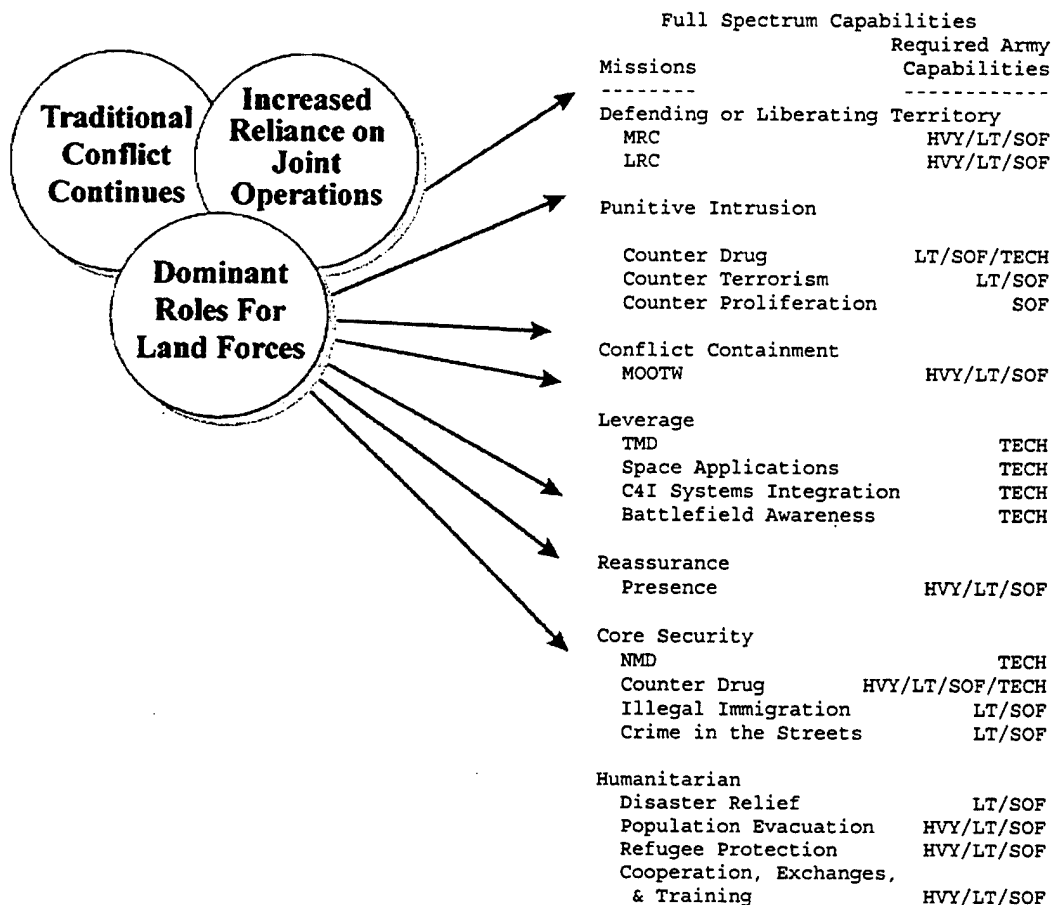 Traditional
Conflict
Continues
Increased
Reliance on
Joint
Operations
Dominant
Roles For
Land Forces
Full Spectrum Capabilities
Required Army
Missions Capabilities
-------- ------------
Defending or Liberating Territory
MRC HVY/LT/SOF
LRC HVY/LT/SOF
Punitive Intrusion
Counter Drug LT/SOF/TECH
Counter Terrorism LT/SOF
Counter Proliferation SOF
Conflict Containment
MOOTW HVY/LT/SOF
Leverage
TMD TECH
Space Applications TECH
C4I Systems Integration TECH
Battlefield Awareness TECH
Reassurance
Presence HVY/LT/SOF
Core Security
NMD TECH
Counter Drug HVY/LT/SOF/TECH
Illegal Immigration LT/SOF
Crime in the Streets LT/SOF
Humanitarian
Disaster Relief LT/SOF
Population Evacuation HVY/LT/SOF
Refugee Protection HVY/LT/SOF
Cooperation, Exchanges,
& Training HVY/LT/SOF